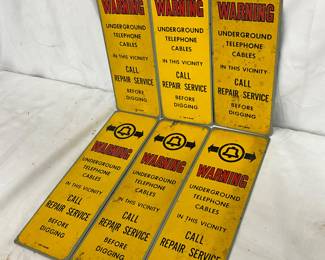 WARNING
UNDERGROUND
TELEPHONE
CABLES
IN THIS VICINITY
CALL
REPAIR SERVICE
BEFORE
DIGGING
WARNING
UNDERGROUND
TELEPHONE
CABLES
IN THIS VICINITY
CALL
REPAIR SERVICE
BEFORE
DIGGING
WARNING
UNDERGROUND
TELEPHONE
CABLES
IN THIS VICINITY
CALL
REPAIR SERVICE
BEFORE
DIGGING
WARNING
UNDERGROUND
TELEPHONE
CABLES
IN THIS VICINITY
CALL
REPAIR SERVICE
BEFORE
DIGGING
WARNING
UNDERGROUND
TELEPHONE
CABLES
IN THIS VICINITY
CALL
REPAIR SERVICE
BEFORE
DIGGING
WARNING
UNDERGROUND
TELEPHONE
CABLES
IN THIS VICINITY
CALL
REPAIR SERVICE
BEFORE
DIGGING